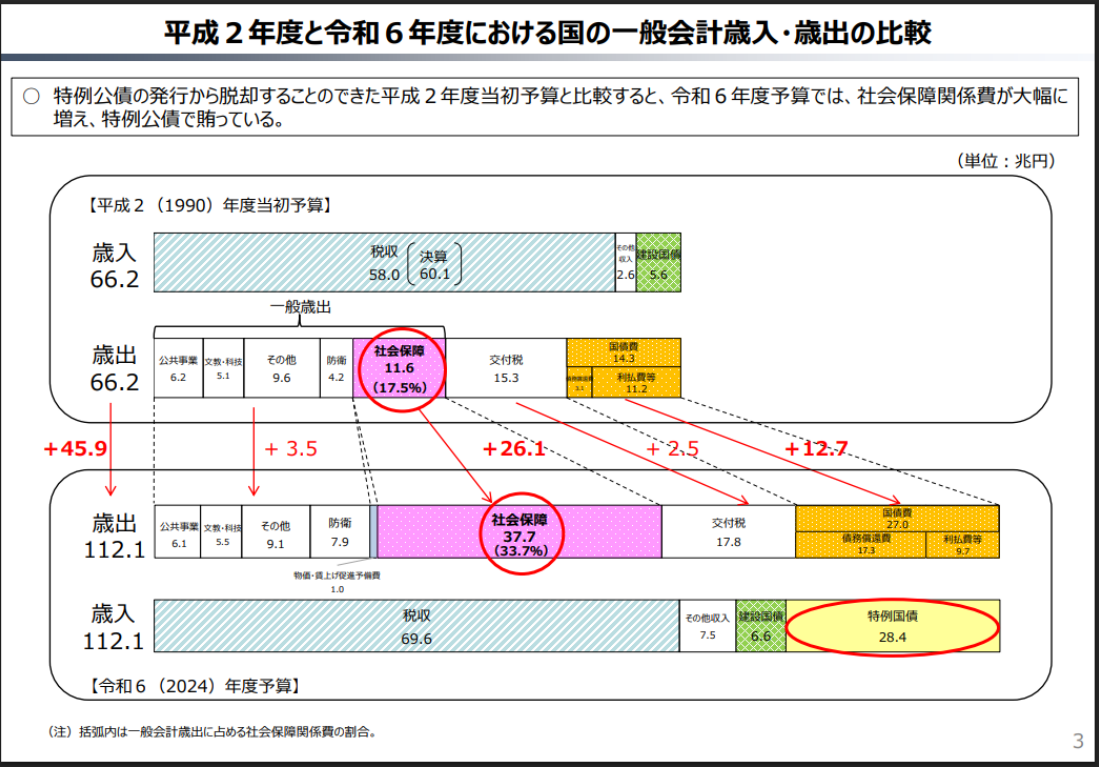 平成２年度と令和６年度における国の一般会計歳入・歳出の比較
○ 特例公債の発行から脱却することのできた平成２年度当初予算と比較すると、令和６年度予算では、社会保障関係費が大幅に
増え、特例公債で賄っている。
（単位：兆円）
【平成２（1990）年度当初予算】
歳入
66.2
税収
58.0
決算
60.1
その他
収入
2.6
建設国債
5.6
一般歳出
歳出
66.2
公共事業
6.2
文教・科技
5.1
その他
9.6
防衛
4.2
社会保障
11.6
（17.5%）
交付税
15.3
国債費
14.3
債務償還費
3.1
利払費等
11.2
+45.9
+ 3.5
+26.1
+ 2.5
+12.7
歳出
112.1
公共事業
6.1
文教・科技
5.5
その他
9.1
防衛
7.9
物価・賃上げ促進予備費
1.0
社会保障
37.7
（33.7%）
交付税
17.8
国債費
27.0
債務償還費
17.3
利払費等
9.7
歳入
112.1
税収
69.6
その他収入
7.5
建設国債
6.6
特例国債
28.4
【令和６（2024）年度予算】
（注）括弧内は一般会計歳出に占める社会保障関係費の割合。
3